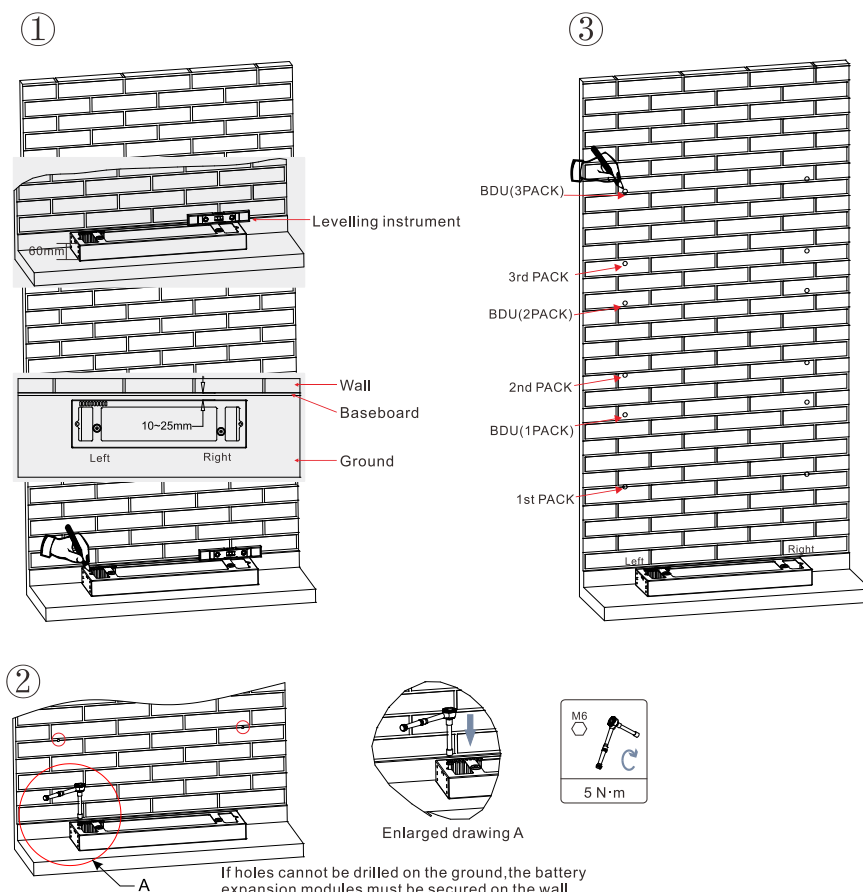 ①
Levelling instrument
60mm
Wall
Baseboard
10~25mm
Left
Right
Ground
③
BDU(3PACK)
3rd PACK
BDU(2PACK)
2nd PACK
BDU(1PACK)
1st PACK
Left
Right
②
A
Enlarged drawing A
M6
5 N·m
If holes cannot be drilled on the ground,the battery
expansion modules must be secured on the wall